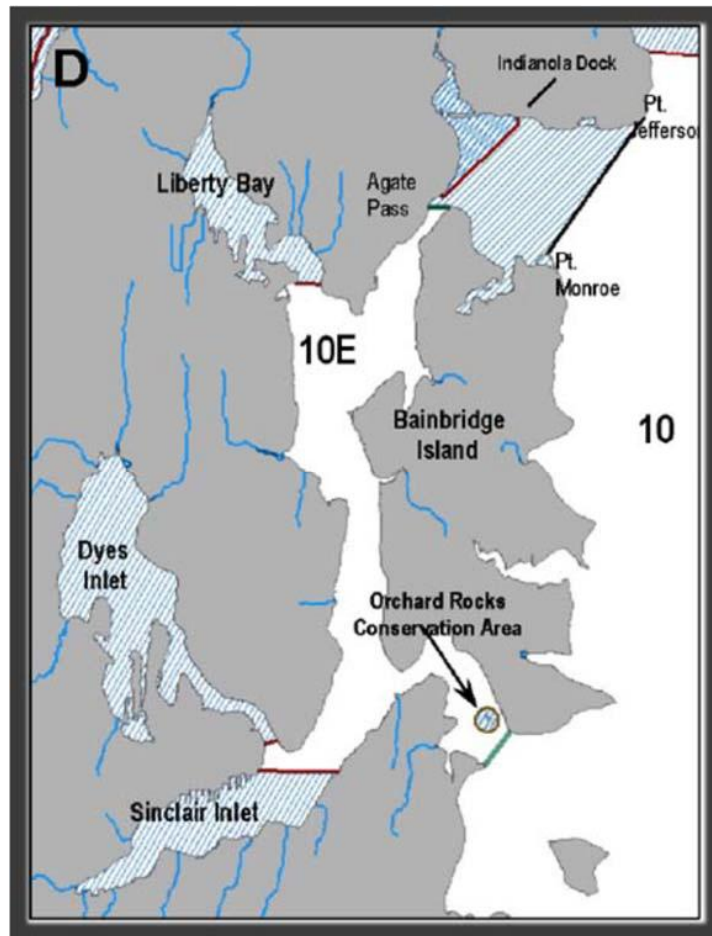 D
Indianola Dock
Pt.
Jefferson
Liberty Bay
Agate
Pass
Pt.
Monroe
10E
Bainbridge
Island
10
Dyes
Inlet
Orchard Rocks
Conservation Area
Sinclair Inlet